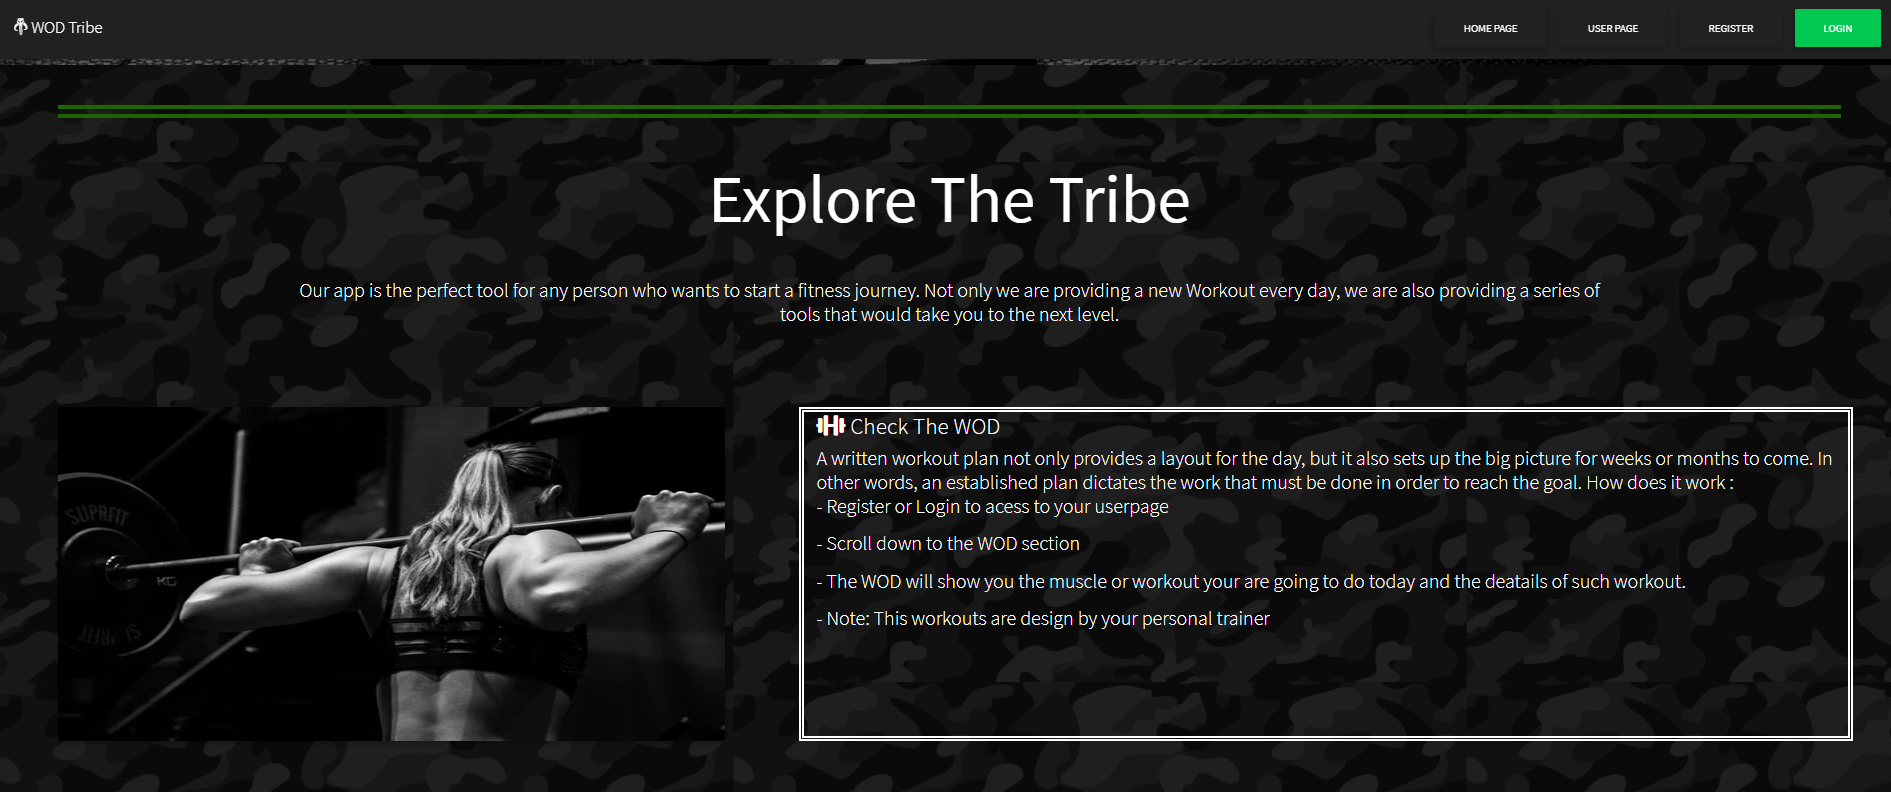 WOD Tribe
HOME PAGE
USER PAGE
REGISTER
LOGIN
Explore The Tribe
Our app is the perfect tool for any person who wants to start a fitness journey. Not only we are providing a new Workout every day, we are also providing a series of
tools that would take you to the next level.
SUPRFIT
KG
SUPRFIT
Check The WOD
A written workout plan not only provides a layout for the day, but it also sets up the big picture for weeks or months to come. In
other words, an established plan dictates the work that must be done in order to reach the goal. How does it work :
- Register or Login to acess to your userpage
- Scroll down to the WOD section
- The WOD will show you the muscle or workout your are going to do today and the deatails of such workout.
- Note: This workouts are design by your personal trainer